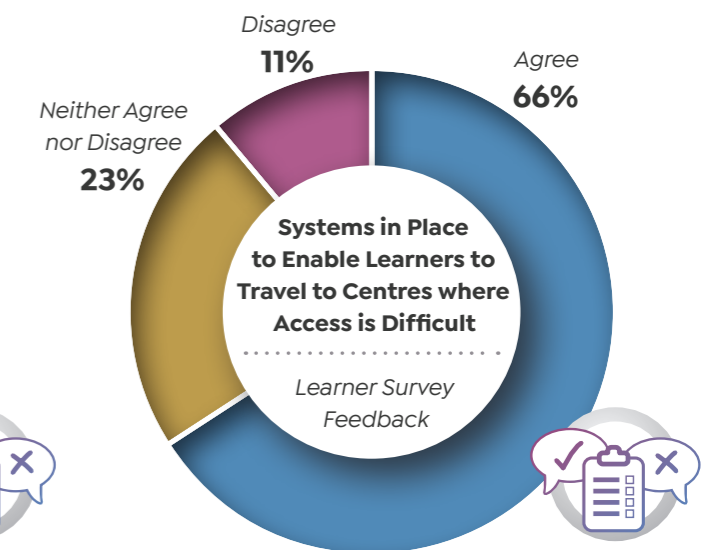 Disagree
11%
Agree
66%
Neither Agree
nor Disagree
23%
Systems in Place
to Enable Learners to
Travel to Centres where
Access is Difficult
Learner Survey
Feedback